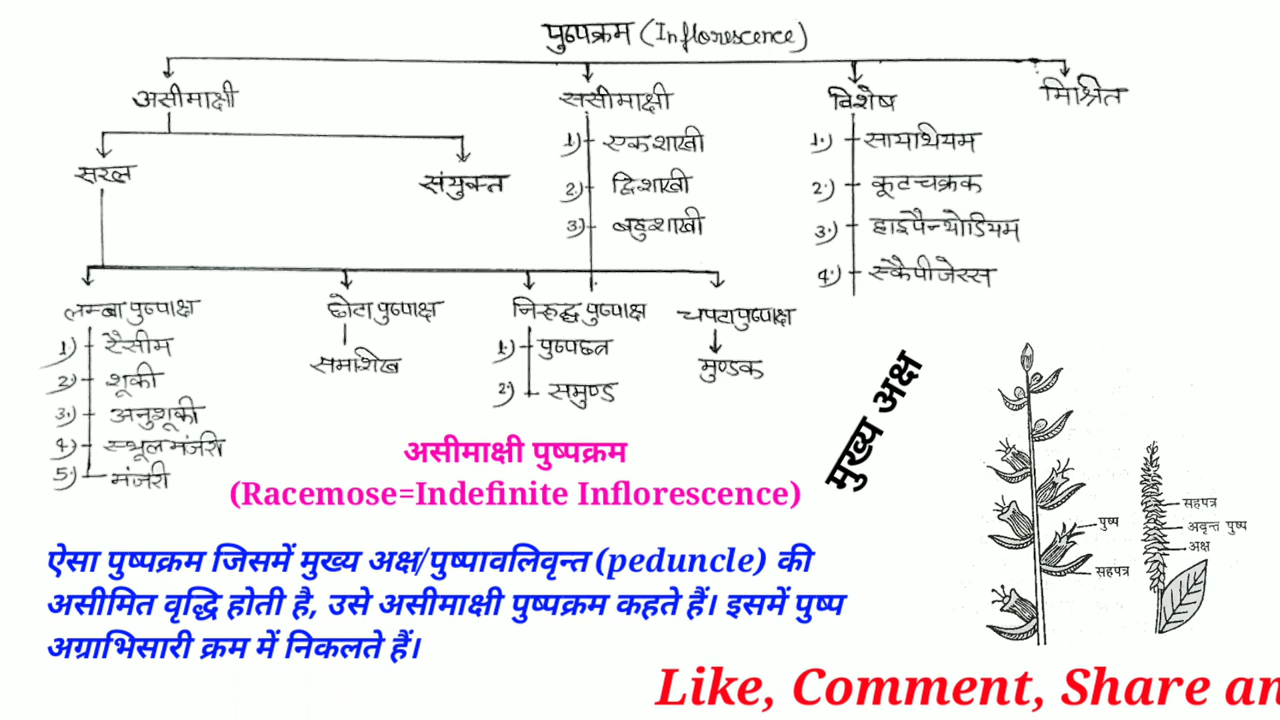 पुष्पक्रम (Inflorescence)
असीमाक्षी
ससीमाक्षी
विशेष
मिश्रित
सरल
संयुक्त
1) एकशाखी
2) द्विशाखी
3) बहुशाखी
1) सायाथियम
2) कूटचक्रक
3) हाइपैन्थोडियम
4) स्कैपीजेरस
लम्बा पुष्पाक्ष
छोटा पुष्पाक्ष
निरुद्ध पुष्पाक्ष
चपटा पुष्पाक्ष
1) रैसीम
2) शूकी
3) अनुशूकी
4) स्थूल मंजरी
5) मंजरी
समशिख
1) पुष्पछत्र
2) समुण्ड
मुण्डक
मुख्य अक्ष
असीमाक्षी पुष्पक्रम
(Racemose=Indefinite Inflorescence)
ऐसा पुष्पक्रम जिसमें मुख्य अक्ष/पुष्पावलिवृन्त (peduncle) की
असीमित वृद्धि होती है, उसे असीमाक्षी पुष्पक्रम कहते हैं। इसमें पुष्प
अग्राभिसारी क्रम में निकलते हैं।
पुष्प
सहपत्र
सहपत्र
अवृन्त पुष्प
अक्ष
Like, Comment, Share an